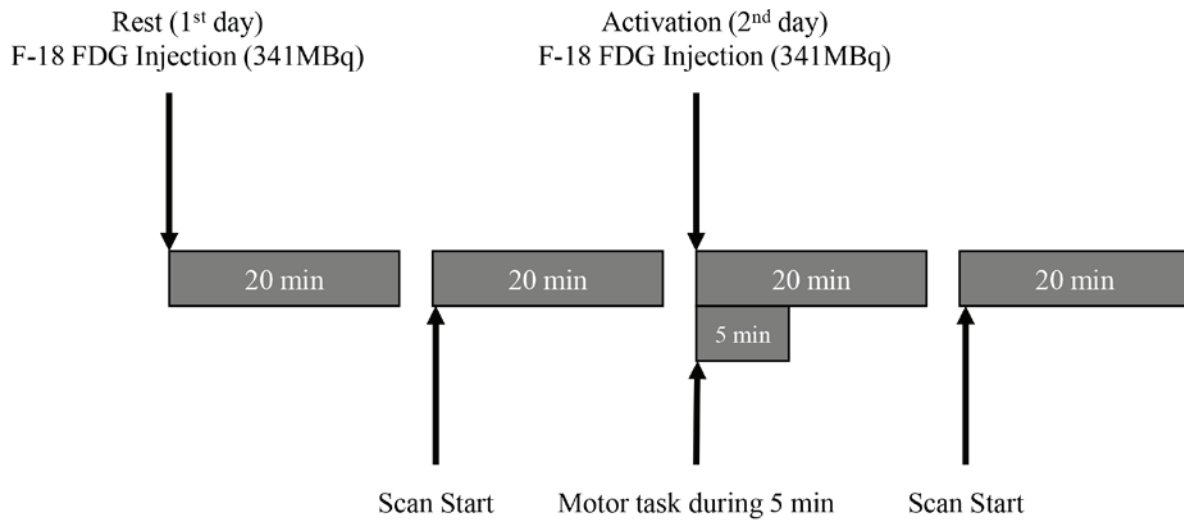 Rest (1st day)
F-18 FDG Injection (341MBq)
Activation (2nd day)
F-18 FDG Injection (341MBq)
20 min
20 min
20 min
20 min
5 min
Scan Start
Motor task during 5 min
Scan Start